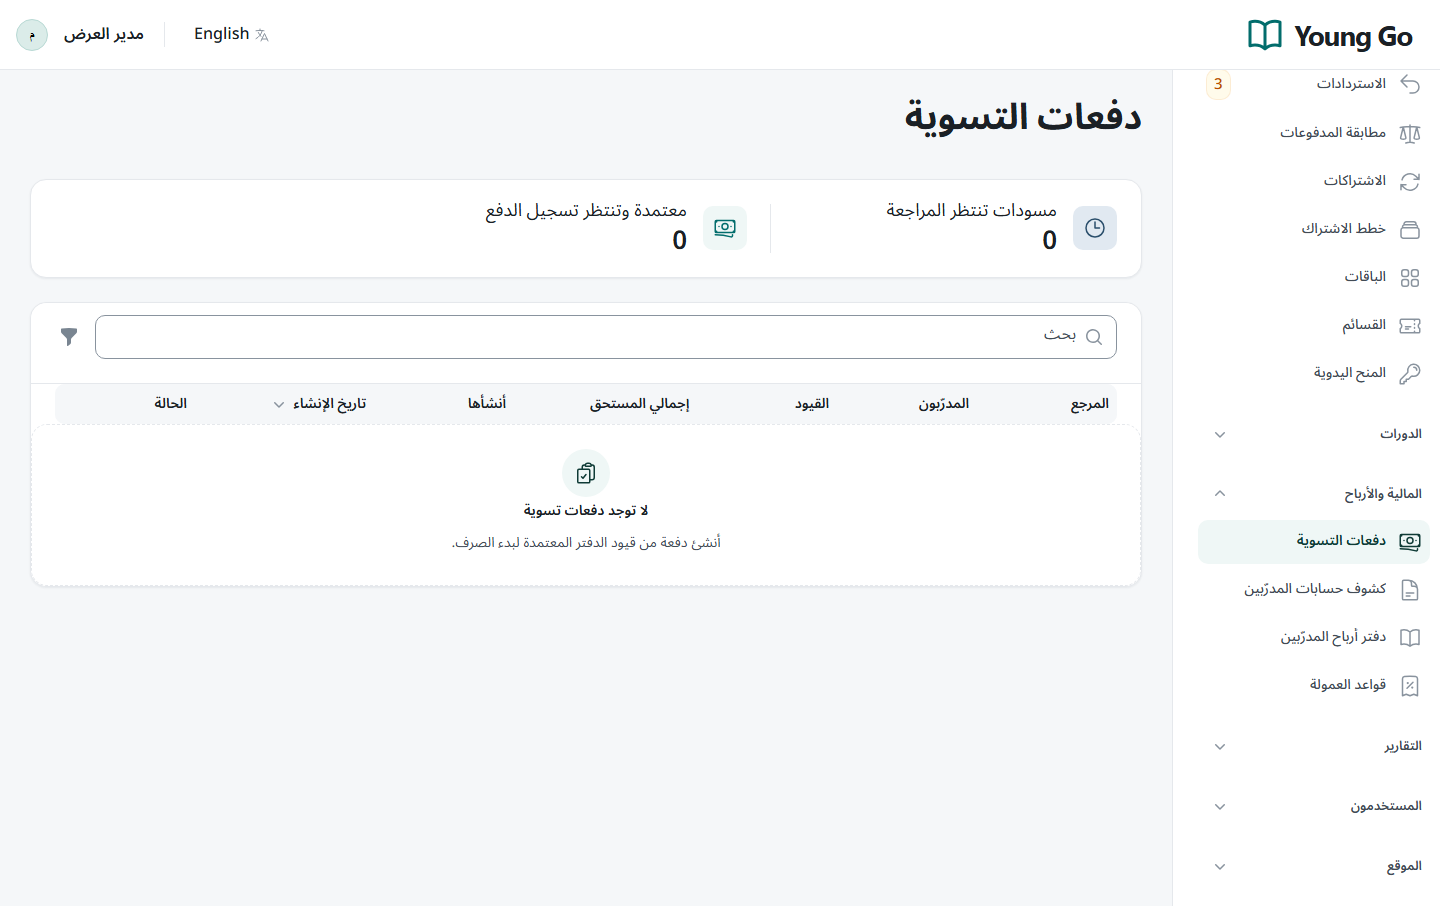 Young Go
English
مدير العرض
م
الاستردادات
3
مطابقة المدفوعات
الاشتراكات
خطط الاشتراك
الباقات
القسائم
المنح اليدوية
الدورات
المالية والأرباح
دفعات التسوية
كشوف حسابات المدرّبين
دفتر أرباح المدرّبين
قواعد العمولة
التقارير
المستخدمون
الموقع
دفعات التسوية
مسودات تنتظر المراجعة
0
معتمدة وتنتظر تسجيل الدفع
0
بحث
المرجع المدرّبون القيود إجمالي المستحق أنشأها تاريخ الإنشاء الحالة
لا توجد دفعات تسوية
أنشئ دفعة من قيود الدفتر المعتمدة لبدء الصرف.